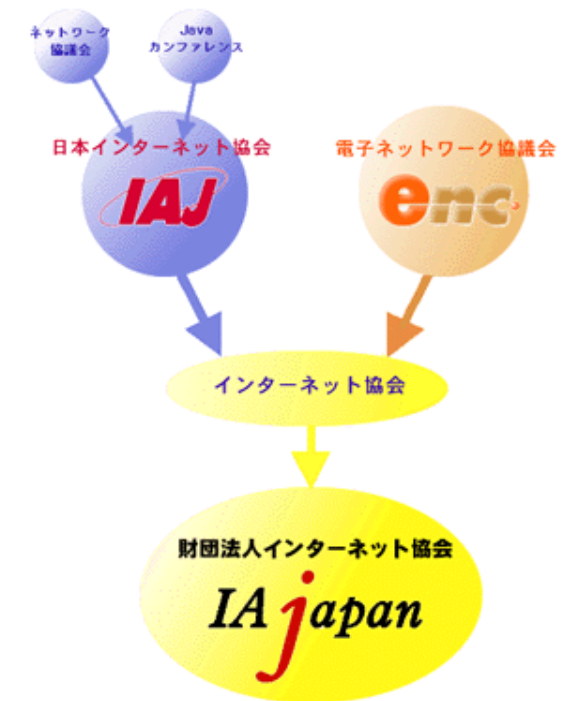 ネットワーク
協議会
Java
カンファレンス
日本インターネット協会
IAJ
電子ネットワーク協議会
enc
インターネット協会
財団法人インターネット協会
IAjapan